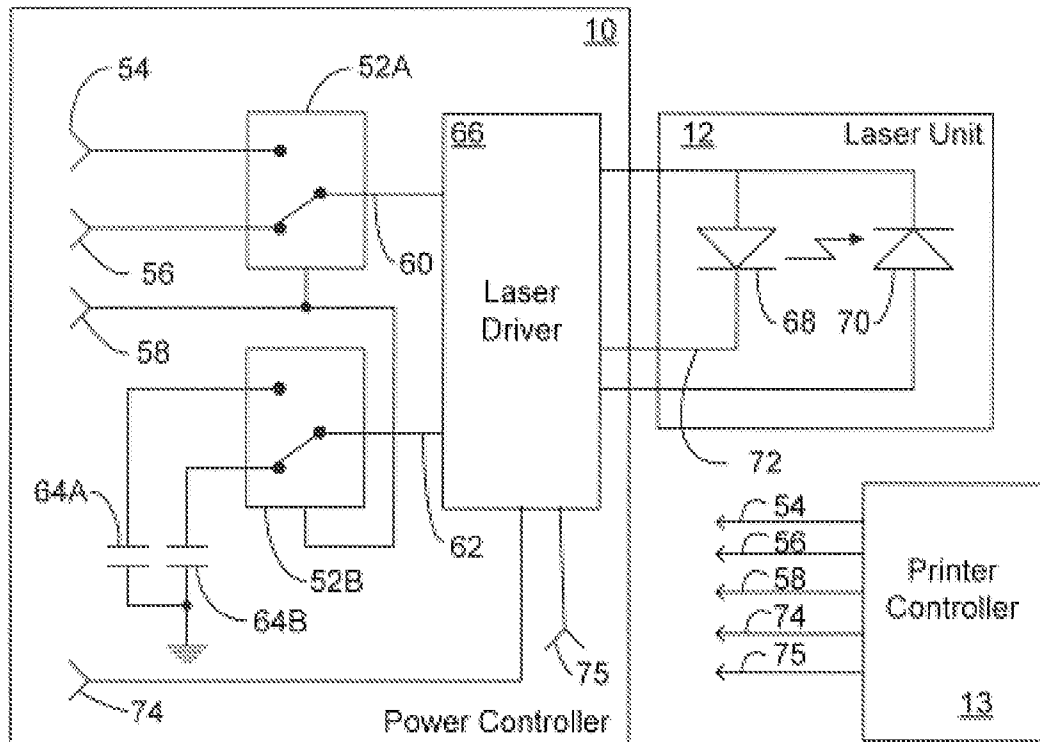 10
54
52A
66
12
Laser Unit
56
60
Laser
Driver
68
70
58
72
64A
62
52B
64B
54
56
58
74
75
Printer
Controller
13
75
74
Power Controller